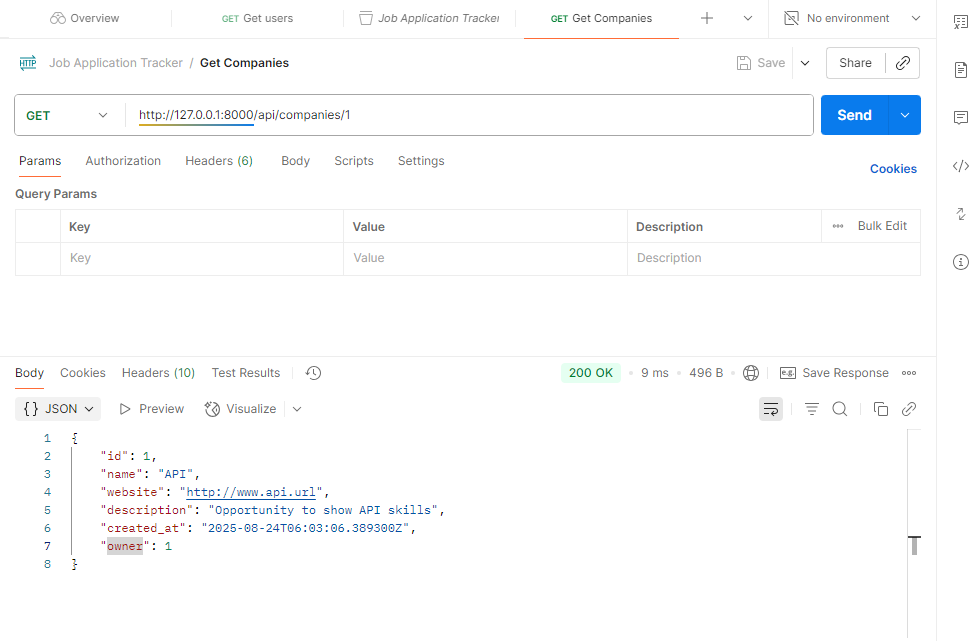 Overview
GET Get users
Job Application Tracker
GET Get Companies
No environment
HTTP Job Application Tracker / Get Companies
Save
Share
GET
http://127.0.0.1:8000/api/companies/1
Send
Params Authorization Headers (6) Body Scripts Settings
Cookies
Query Params
Key Value Description Bulk Edit
Key Value Description
Body Cookies Headers (10) Test Results
200 OK • 9 ms • 496 B
e.g. Save Response
{} JSON Preview Visualize
1 {
2 "id": 1,
3 "name": "API",
4 "website": "http://www.api.url",
5 "description": "Opportunity to show API skills",
6 "created_at": "2025-08-24T06:03:06.389300Z",
7 "owner": 1
8 }